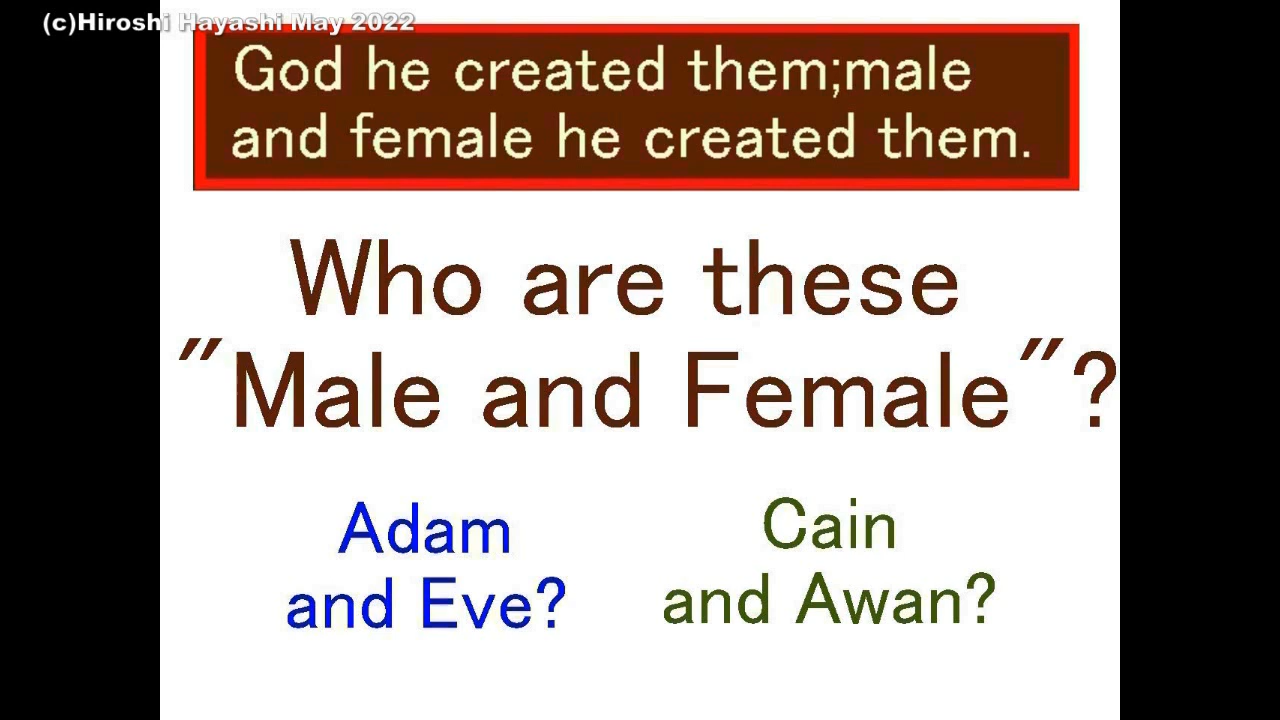 (c)Hiroshi Hayashi May 2022
God he created them;male
and female he created them.
Who are these
"Male and Female"?
Adam
and Eve?
Cain
and Awan?